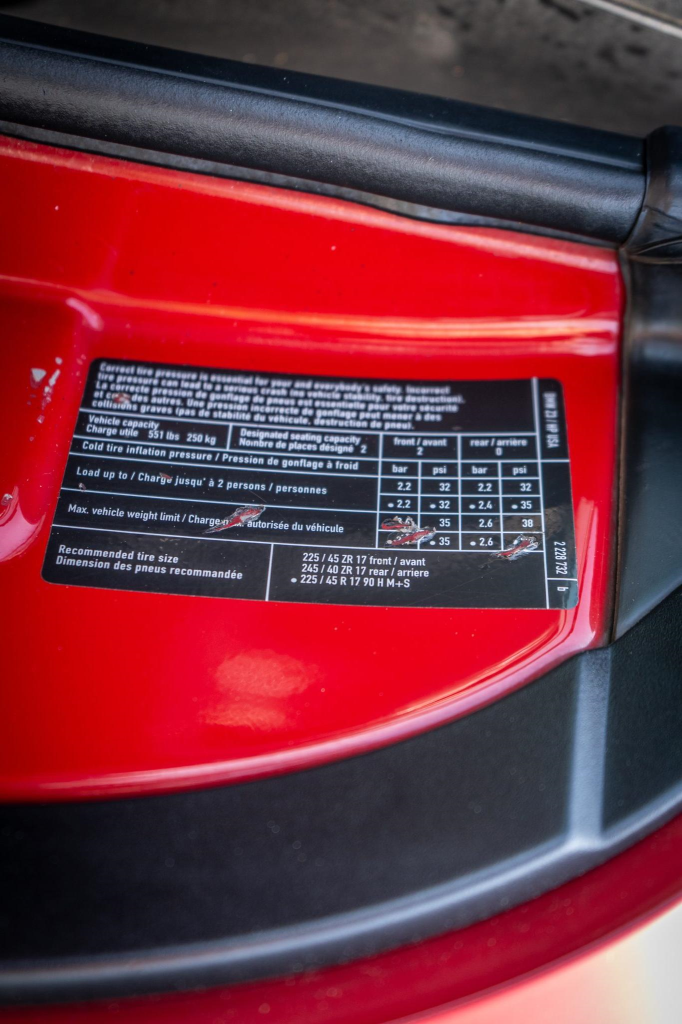 Correct tire pressure is essential for your and everybody's safety. Incorrect
tire pressure can lead to a serious crash (no vehicle stability, tire destruction).
La correcte pression de gonflage de pneus est essentielle pour votre sécurité
et des autres. Une pression incorrecte de gonflage peut mener à des
collisions graves (pas de stabilité du véhicule, destruction de pneu).
Vehicle capacity
Charge utile 551 lbs 250 kg
Designated seating capacity
Nombre de places désigné 2
front / avant
2
rear / arrière
0
Cold tire inflation pressure / Pression de gonflage à froid
bar psi bar psi
Load up to / Charge jusqu' à 2 persons / personnes
2,2 32 2,2 32
• 2,2 • 32 • 2,4 • 35
Max. vehicle weight limit / Charge autorisée du véhicule
35 2,6 38
• 35 • 2,6
Recommended tire size
Dimension des pneus recommandée
225 / 45 ZR 17 front / avant
245 / 40 ZR 17 rear / arriere
• 225 / 45 R 17 90 H M+S
2 228 732 b